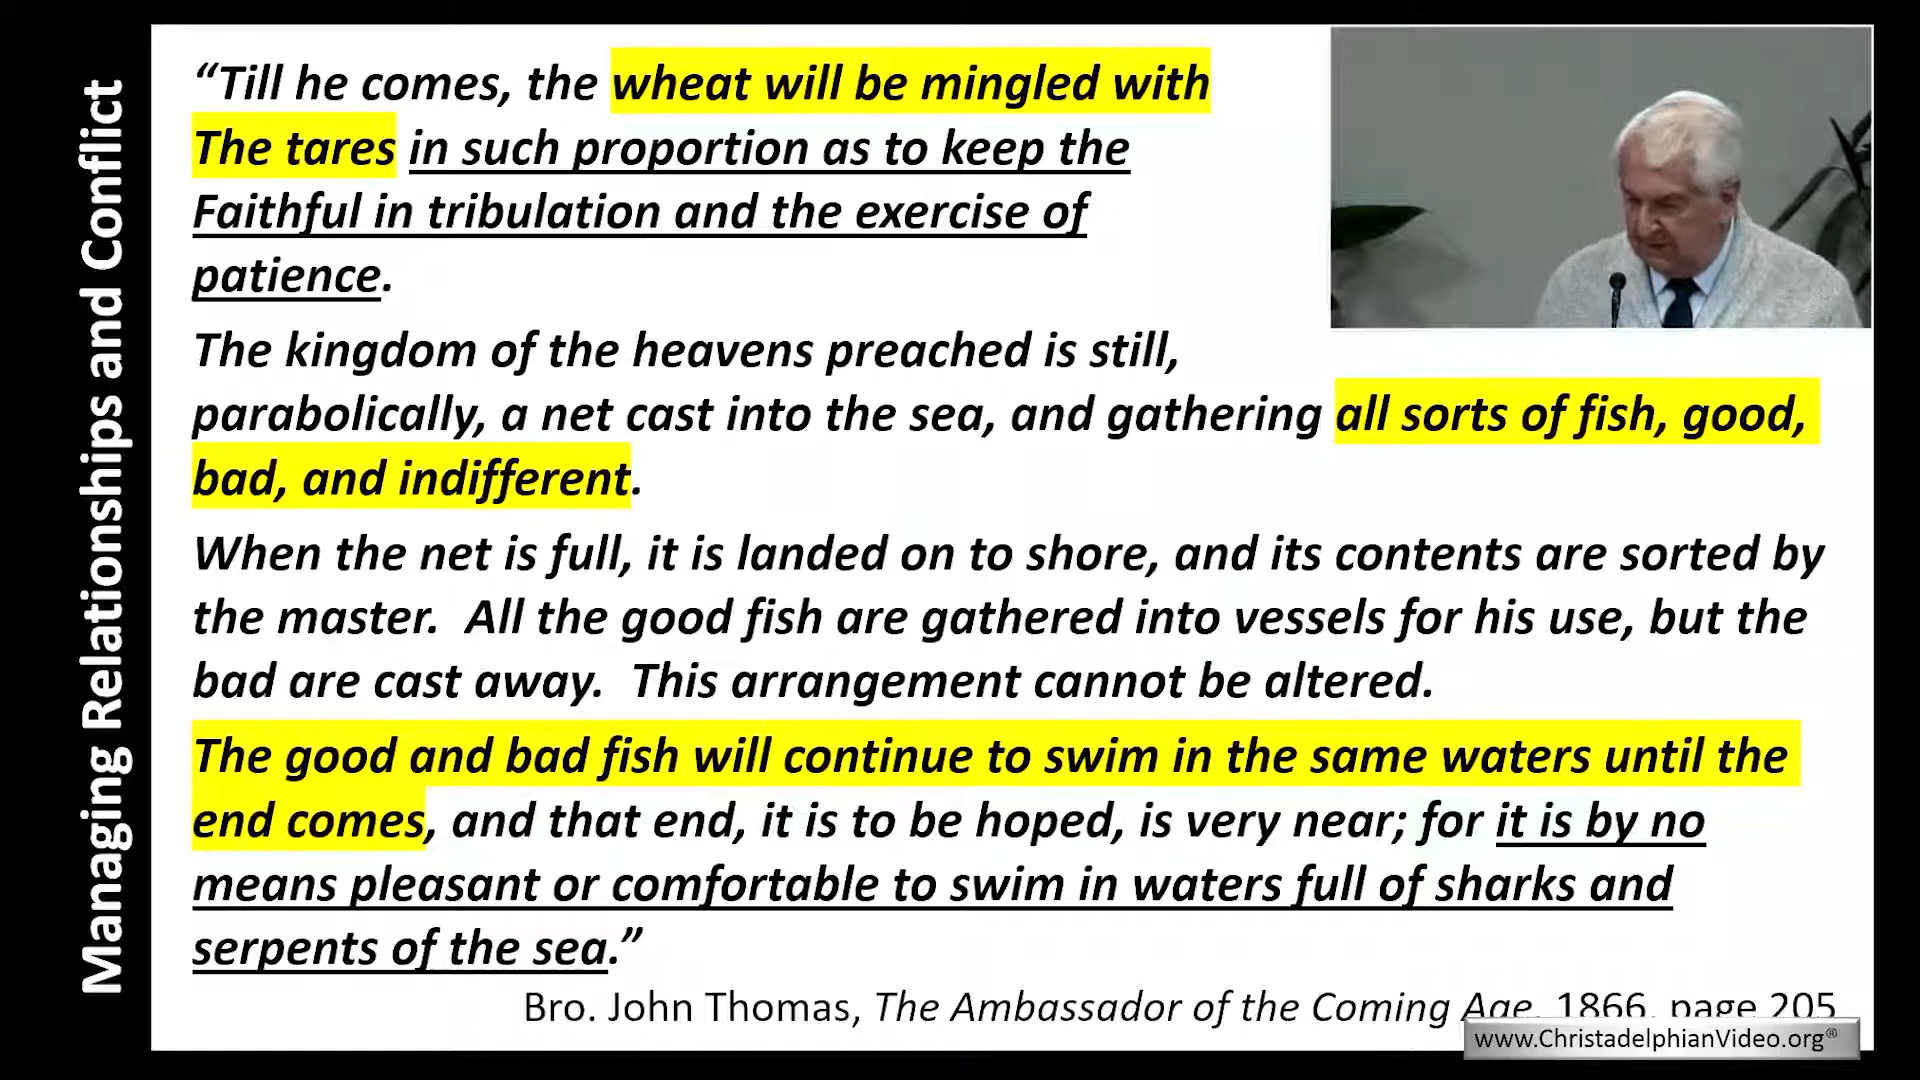 Managing Relationships and Conflict
“Till he comes, the wheat will be mingled with
The tares in such proportion as to keep the
Faithful in tribulation and the exercise of
patience.
The kingdom of the heavens preached is still,
parabolically, a net cast into the sea, and gathering all sorts of fish, good,
bad, and indifferent.
When the net is full, it is landed on to shore, and its contents are sorted by
the master. All the good fish are gathered into vessels for his use, but the
bad are cast away. This arrangement cannot be altered.
The good and bad fish will continue to swim in the same waters until the
end comes, and that end, it is to be hoped, is very near; for it is by no
means pleasant or comfortable to swim in waters full of sharks and
serpents of the sea.”
Bro. John Thomas, The Ambassador of the Coming Age, 1866, page 205
www.ChristadelphianVideo.org®